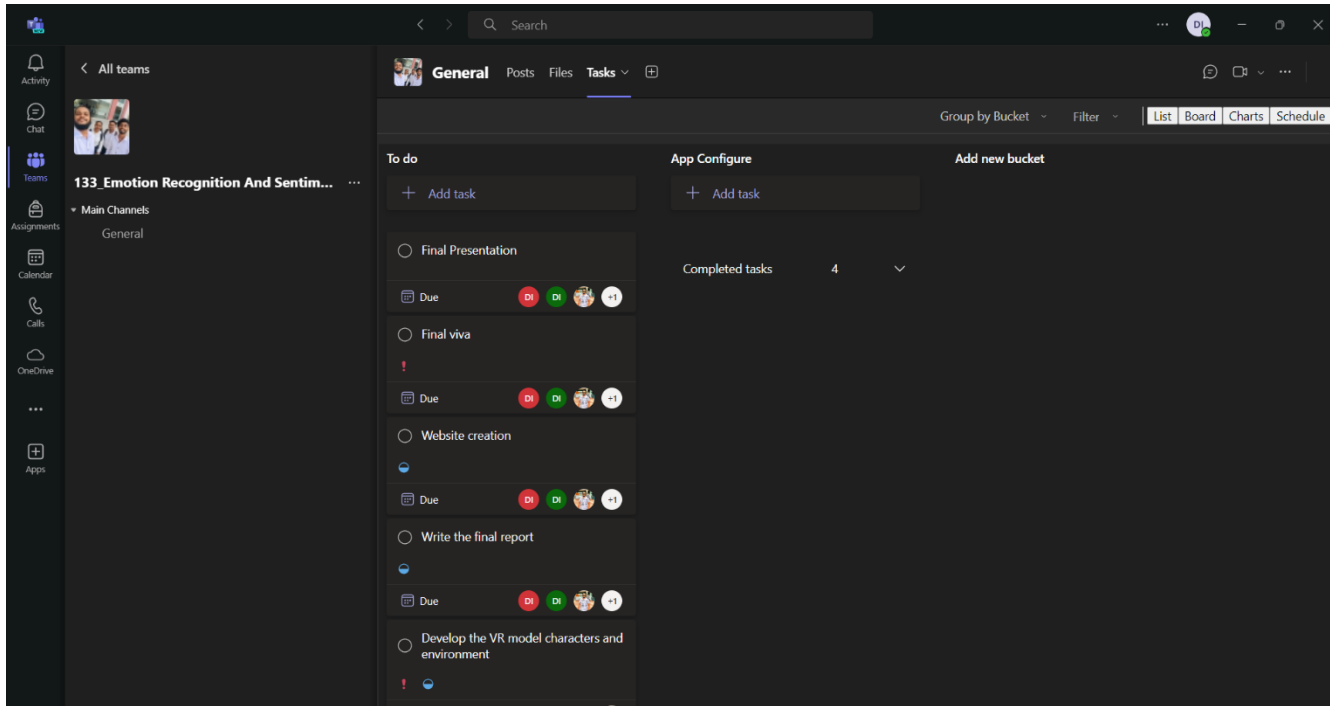 Search
DI
Activity
Chat
Teams
Assignments
Calendar
Calls
OneDrive
Apps
All teams
133_Emotion Recognition And Sentim...
Main Channels
General
General Posts Files Tasks
Group by Bucket Filter List Board Charts Schedule
To do
Add task
Final Presentation
Due DI DI +1
Final viva
Due DI DI +1
Website creation
Due DI DI +1
Write the final report
Due DI DI +1
Develop the VR model characters and
environment
App Configure
Add task
Completed tasks 4
Add new bucket